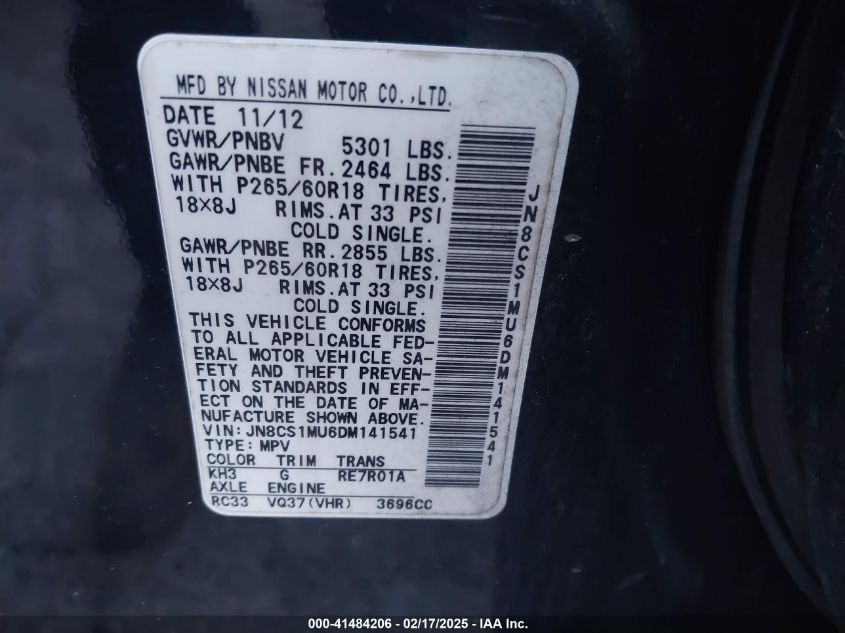 MFD BY NISSAN MOTOR CO.,LTD.
DATE 11/12
GVWR/PNBV 5301 LBS.
GAWR/PNBE FR. 2464 LBS.
WITH P265/60R18 TIRES,
18X8J RIMS.AT 33 PSI
COLD SINGLE.
GAWR/PNBE RR. 2855 LBS.
WITH P265/60R18 TIRES,
18X8J RIMS.AT 33 PSI
COLD SINGLE.
THIS VEHICLE CONFORMS
TO ALL APPLICABLE FED-
ERAL MOTOR VEHICLE SA-
FETY AND THEFT PREVEN-
TION STANDARDS IN EFF-
ECT ON THE DATE OF MA-
NUFACTURE SHOWN ABOVE.
VIN:JN8CS1MU6DM141541
TYPE: MPV
COLOR TRIM TRANS
KH3 G RE7R01A
AXLE ENGINE
RC33 VQ37(VHR) 3696CC
JN8CS1MU6DM141541
000-41484206 - 02/17/2025 - IAA Inc.